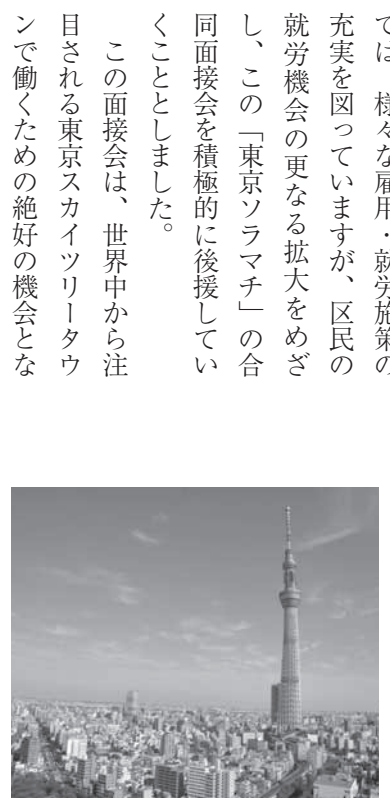 では、様々な雇用・就労施策の
充実を図っていますが、区民の
就労機会の更なる拡大をめざ
し、この「東京ソラマチ」の合
同面接会を積極的に後援してい
くこととしました。
この面接会は、世界中から注
目される東京スカイツリータウ
ンで働くための絶好の機会とな